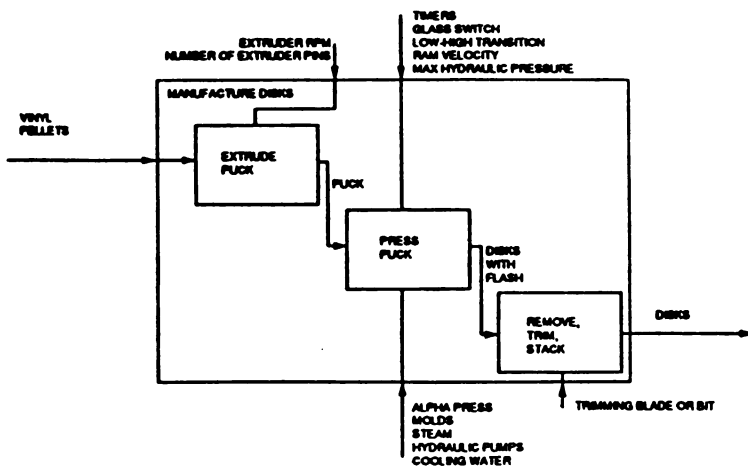 TIMERS
GLASS SWITCH
LOW-HIGH TRANSITION
RAM VELOCITY
MAX HYDRAULIC PRESSURE
EXTRUDER RPM
NUMBER OF EXTRUDER PINS
MANUFACTURE DISKS
VINYL
PELLETS
EXTRUDE
PUCK
PUCK
PRESS
PUCK
DISKS
WITH
FLASH
REMOVE,
TRIM,
STACK
DISKS
TRIMMING BLADE OR BIT
ALPHA PRESS
MOLDS
STEAM
HYDRAULIC PUMPS
COOLING WATER